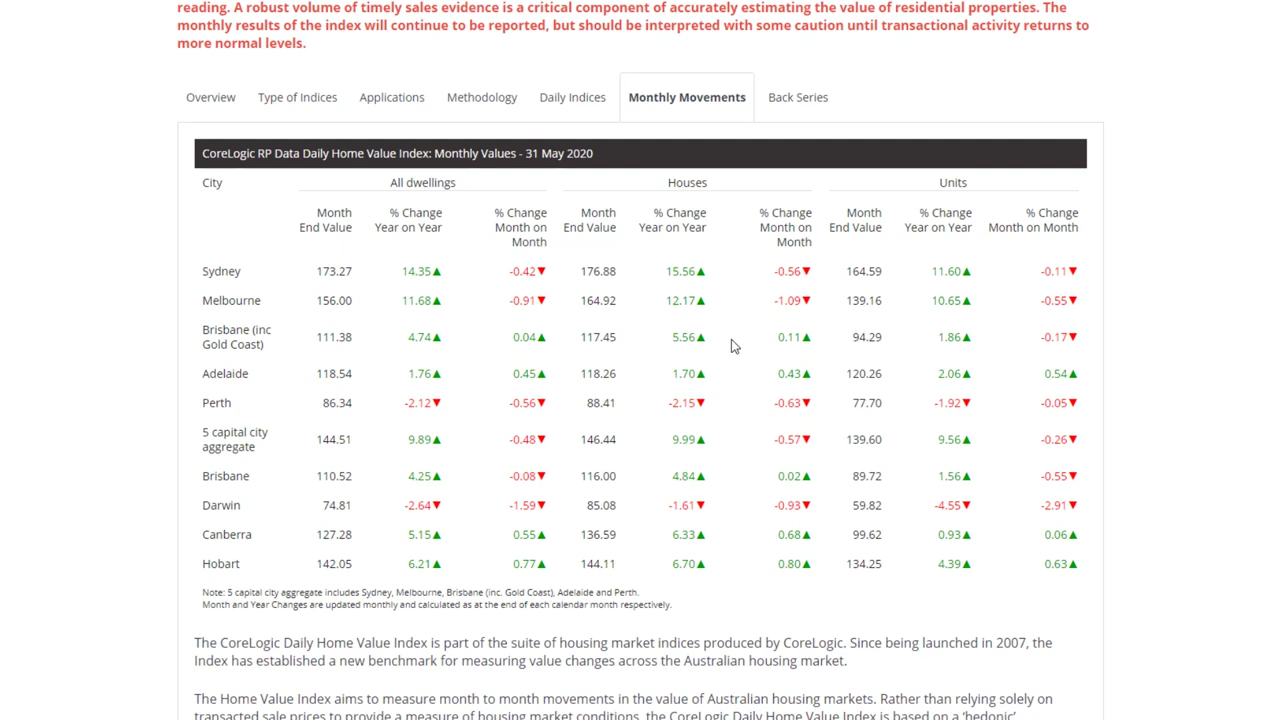 reading. A robust volume of timely sales evidence is a critical component of accurately estimating the value of residential properties. The
monthly results of the index will continue to be reported, but should be interpreted with some caution until transactional activity returns to
more normal levels.
Overview Type of Indices Applications Methodology Daily Indices Monthly Movements Back Series
CoreLogic RP Data Daily Home Value Index: Monthly Values - 31 May 2020
City All dwellings Houses Units
Month % Change % Change Month % Change % Change Month % Change % Change
End Value Year on Year Month on End Value Year on Year Month on End Value Year on Year Month on Month
Month Month
Sydney 173.27 14.35▲ -0.42▼ 176.88 15.56▲ -0.56▼ 164.59 11.60▲ -0.11▼
Melbourne 156.00 11.68▲ -0.91▼ 164.92 12.17▲ -1.09▼ 139.16 10.65▲ -0.55▼
Brisbane (inc
Gold Coast) 111.38 4.74▲ 0.04▲ 117.45 5.56▲ 0.11▲ 94.29 1.86▲ -0.17▼
Adelaide 118.54 1.76▲ 0.45▲ 118.26 1.70▲ 0.43▲ 120.26 2.06▲ 0.54▲
Perth 86.34 -2.12▼ -0.56▼ 88.41 -2.15▼ -0.63▼ 77.70 -1.92▼ -0.05▼
5 capital city
aggregate 144.51 9.89▲ -0.48▼ 146.44 9.99▲ -0.57▼ 139.60 9.56▲ -0.26▼
Brisbane 110.52 4.25▲ -0.08▼ 116.00 4.84▲ 0.02▲ 89.72 1.56▲ -0.55▼
Darwin 74.81 -2.64▼ -1.59▼ 85.08 -1.61▼ -0.93▼ 59.82 -4.55▼ -2.91▼
Canberra 127.28 5.15▲ 0.55▲ 136.59 6.33▲ 0.68▲ 99.62 0.93▲ 0.06▲
Hobart 142.05 6.21▲ 0.77▲ 144.11 6.70▲ 0.80▲ 134.25 4.39▲ 0.63▲
Note: 5 capital city aggregate includes Sydney, Melbourne, Brisbane (inc. Gold Coast), Adelaide and Perth.
Month and Year Changes are updated monthly and calculated as at the end of each calendar month respectively.
The CoreLogic Daily Home Value Index is part of the suite of housing market indices produced by CoreLogic. Since being launched in 2007, the
Index has established a new benchmark for measuring value changes across the Australian housing market.
The Home Value Index aims to measure month to month movements in the value of Australian housing markets. Rather than relying solely on
transacted sale prices to provide a measure of housing market conditions, the CoreLogic Daily Home Value Index is based on a 'hedonic'